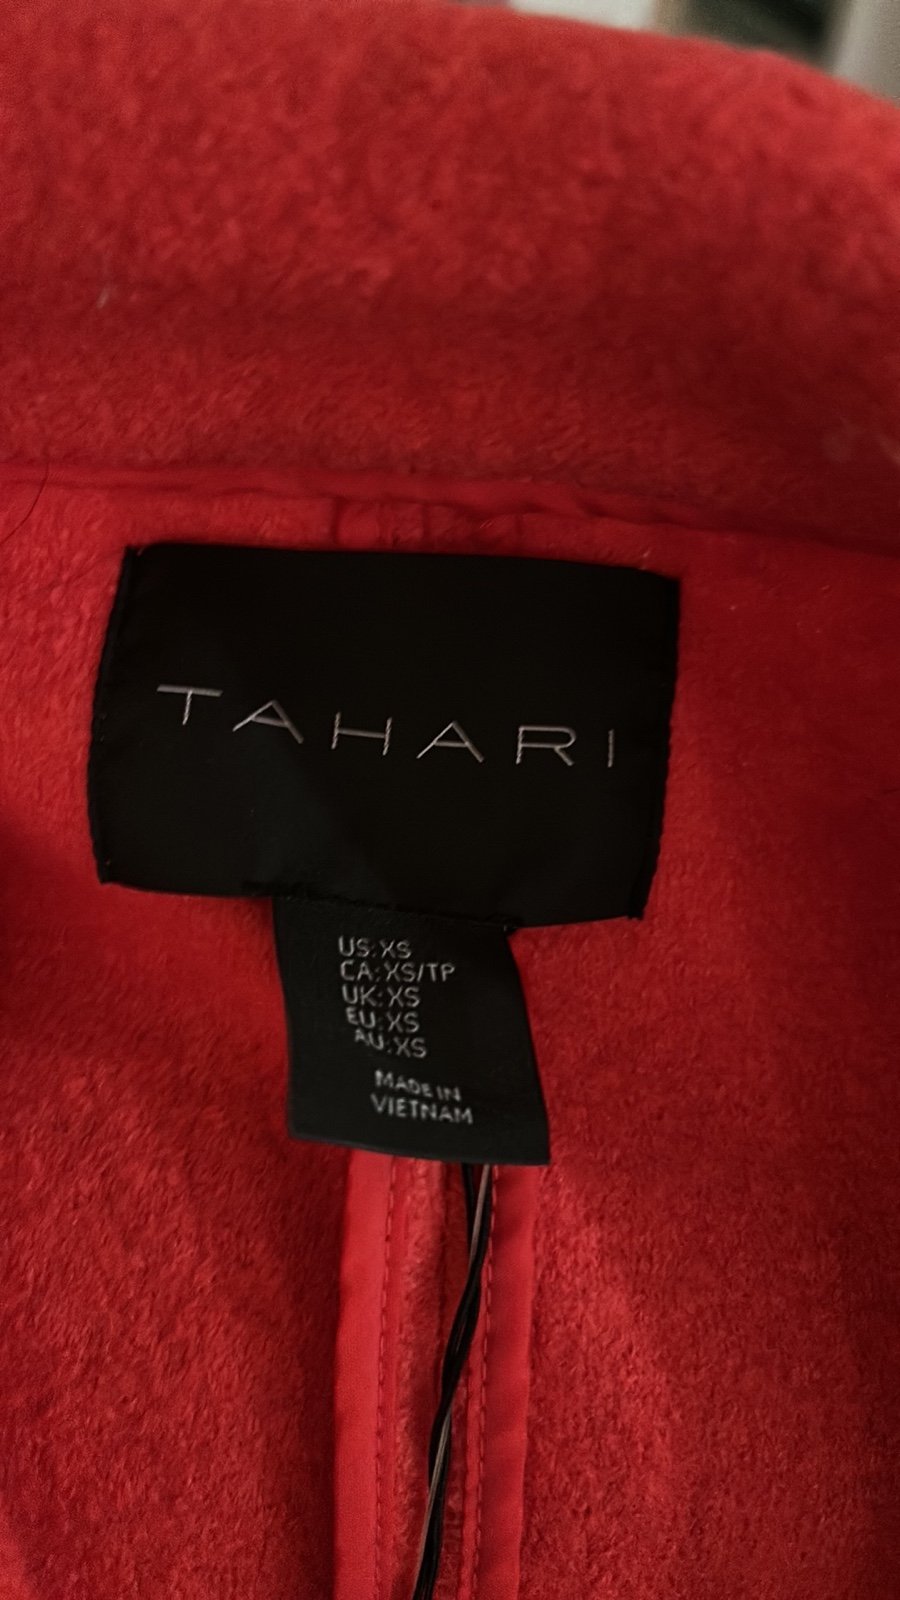 TAHARI
US: XS
CA: XS/TP
UK: XS
EU: XS
AU: XS
MADE IN
VIETNAM